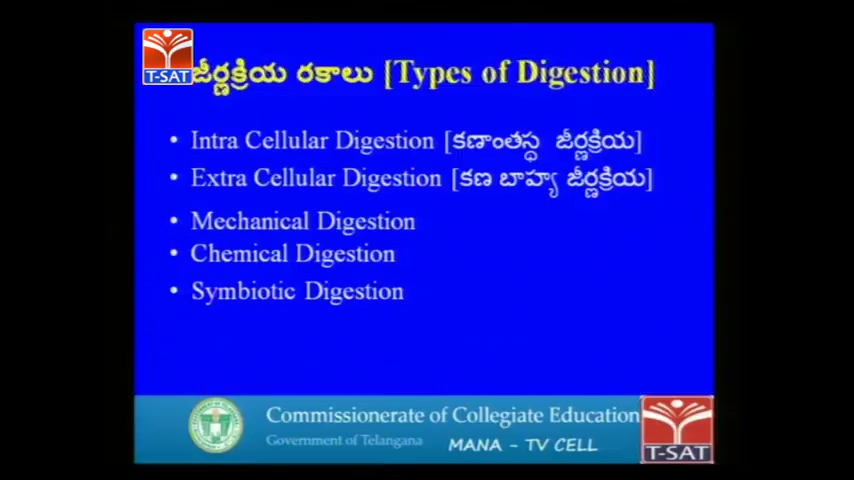 T-SAT
జీర్ణక్రియ రకాలు [Types of Digestion]
• Intra Cellular Digestion [కణాంతస్థ జీర్ణక్రియ]
• Extra Cellular Digestion [కణ బాహ్య జీర్ణక్రియ]
• Mechanical Digestion
• Chemical Digestion
• Symbiotic Digestion
Commissionerate of Collegiate Education
Government of Telangana
MANA - TV CELL
T-SAT